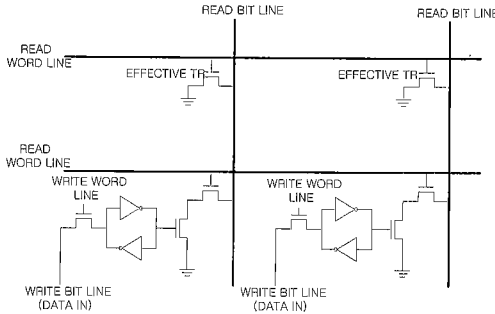 READ BIT LINE
READ BIT LINE
READ
WORD LINE
EFFECTIVE TR
EFFECTIVE TR
READ
WORD LINE
WRITE WORD
LINE
WRITE WORD
LINE
WRITE BIT LINE
(DATA IN)
WRITE BIT LINE
(DATA IN)